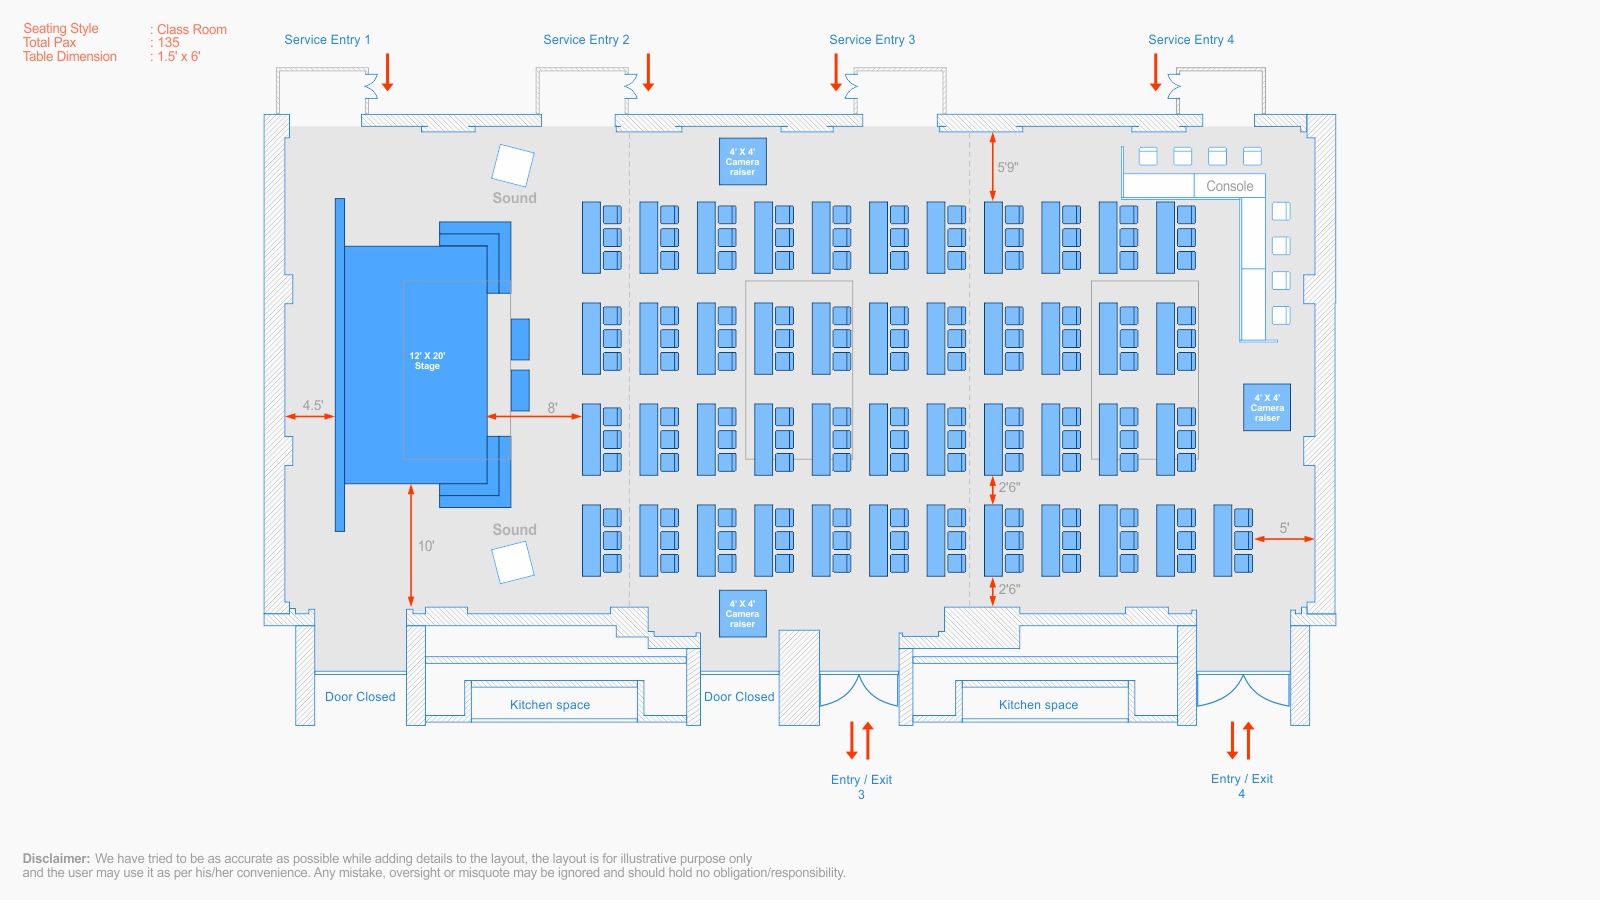 Seating Style : Class Room
Total Pax : 135
Table Dimension : 1.5' x 6'
Service Entry 1
Service Entry 2
Service Entry 3
Service Entry 4
4' X 4'
Camera
raiser
5'9"
Console
Sound
12' X 20'
Stage
4.5'
8'
4' X 4'
Camera
raiser
2'6"
Sound
10'
5'
2'6"
4' X 4'
Camera
raiser
Door Closed
Kitchen space
Door Closed
Kitchen space
Entry / Exit
3
Entry / Exit
4
Disclaimer: We have tried to be as accurate as possible while adding details to the layout, the layout is for illustrative purpose only
and the user may use it as per his/her convenience. Any mistake, oversight or misquote may be ignored and should hold no obligation/responsibility.